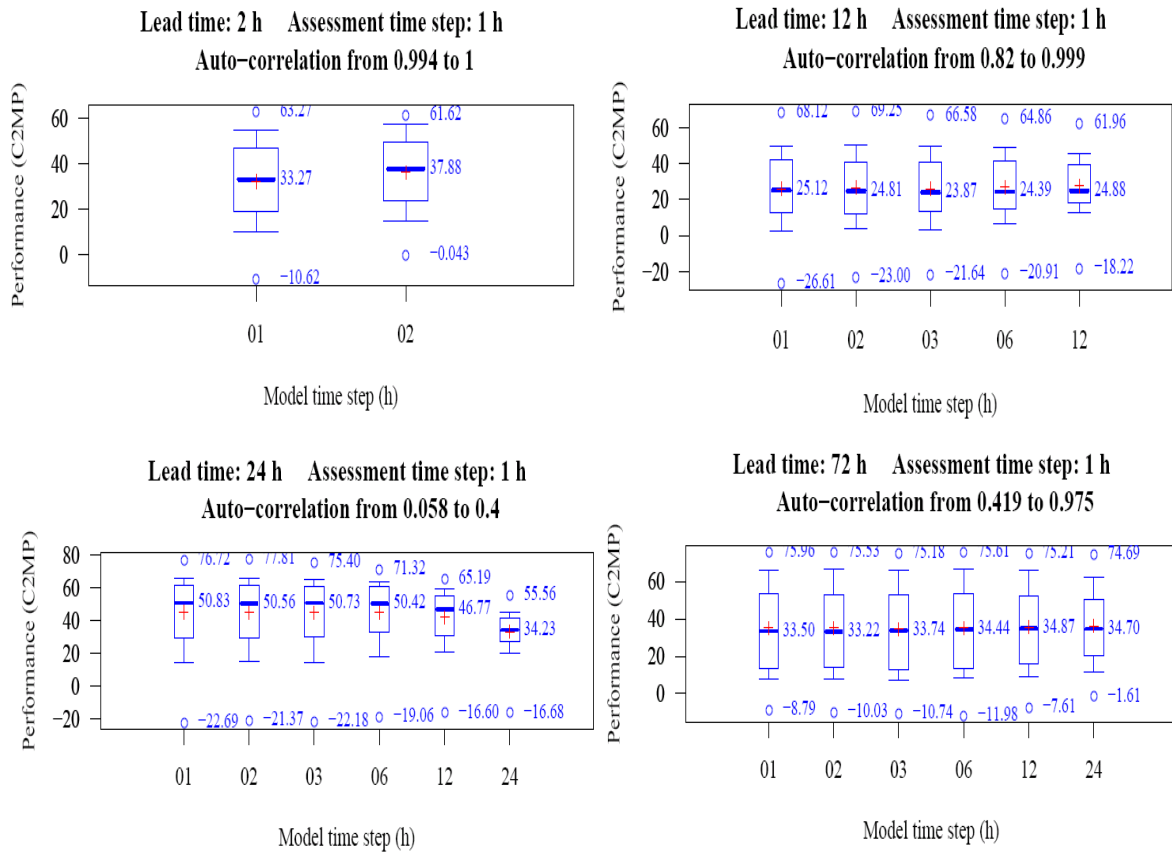 Lead time: 2 h Assessment time step: 1 h
Auto−correlation from 0.994 to 1
Performance (C2MP)
60
40
20
0
63.27
33.27
−10.62
61.62
37.88
−0.043
01 02
Model time step (h)
Lead time: 12 h Assessment time step: 1 h
Auto−correlation from 0.82 to 0.999
Performance (C2MP)
60
40
20
0
−20
68.12 69.25 66.58 64.86 61.96
25.12 24.81 23.87 24.39 24.88
−26.61 −23.00 −21.64 −20.91 −18.22
01 02 03 06 12
Model time step (h)
Lead time: 24 h Assessment time step: 1 h
Auto−correlation from 0.058 to 0.4
Performance (C2MP)
80
60
40
20
0
−20
76.72 77.81 75.40 71.32 65.19 55.56
50.83 50.56 50.73 50.42 46.77 34.23
−22.69 −21.37 −22.18 −19.06 −16.60 −16.68
01 02 03 06 12 24
Model time step (h)
Lead time: 72 h Assessment time step: 1 h
Auto−correlation from 0.419 to 0.975
Performance (C2MP)
60
40
20
0
75.96 75.53 75.18 75.61 75.21 74.69
33.50 33.22 33.74 34.44 34.87 34.70
−8.79 −10.03 −10.74 −11.98 −7.61 −1.61
01 02 03 06 12 24
Model time step (h)